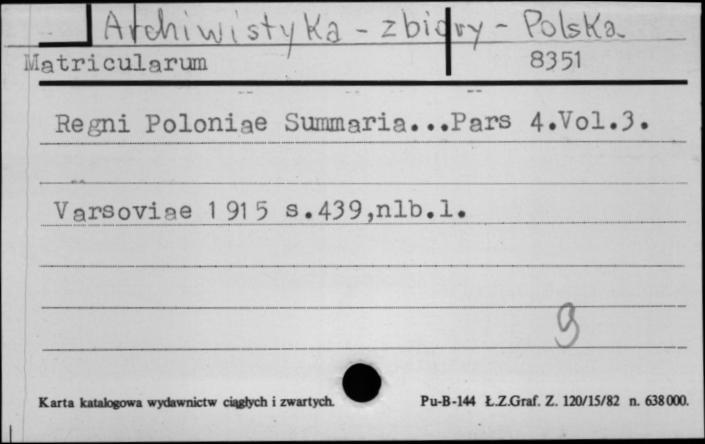 Archiwistyka - zbiory - Polska
Matricularum 8351
Regni Poloniae Summaria...Pars 4.Vol.3.
Varsoviae 1915 s.439,nlb.1.
9
Karta katalogowa wydawnictw ciągłych i zwartych. Pu-B-144 Ł.Z.Graf. Z. 120/15/82 n. 638000.